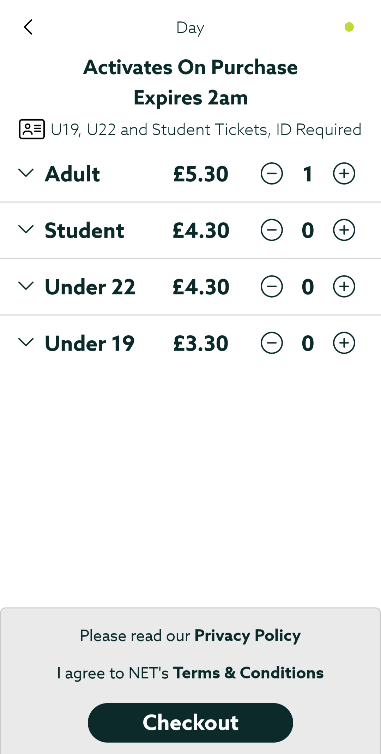 Day
Activates On Purchase
Expires 2am
U19, U22 and Student Tickets, ID Required
Adult £5.30 1
Student £4.30 0
Under 22 £4.30 0
Under 19 £3.30 0
Please read our Privacy Policy
I agree to NET's Terms & Conditions
Checkout